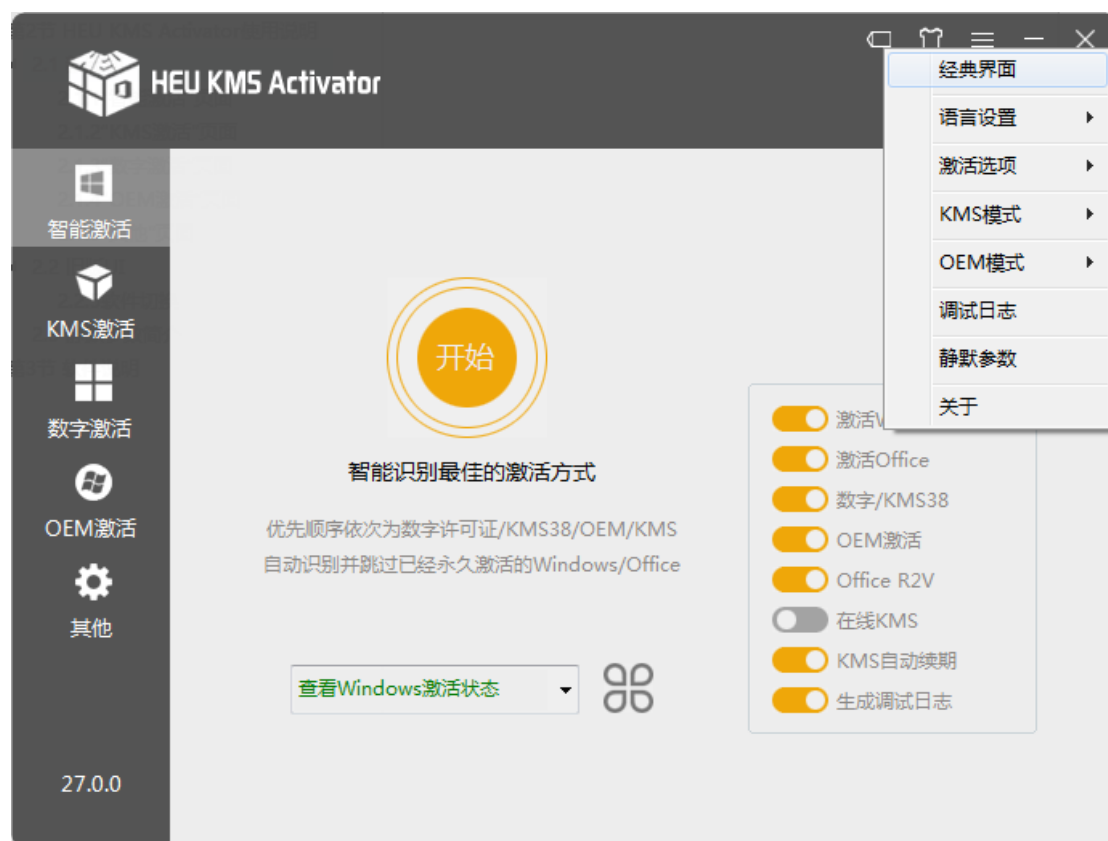 HEU KMS Activator
经典界面
语言设置
激活选项
KMS模式
OEM模式
调试日志
静默参数
关于
智能激活
KMS激活
数字激活
OEM激活
其他
27.0.0
开始
智能识别最佳的激活方式
优先顺序依次为数字许可证/KMS38/OEM/KMS
自动识别并跳过已经永久激活的Windows/Office
查看Windows激活状态
激活
激活Office
数字/KMS38
OEM激活
Office R2V
在线KMS
KMS自动续期
生成调试日志